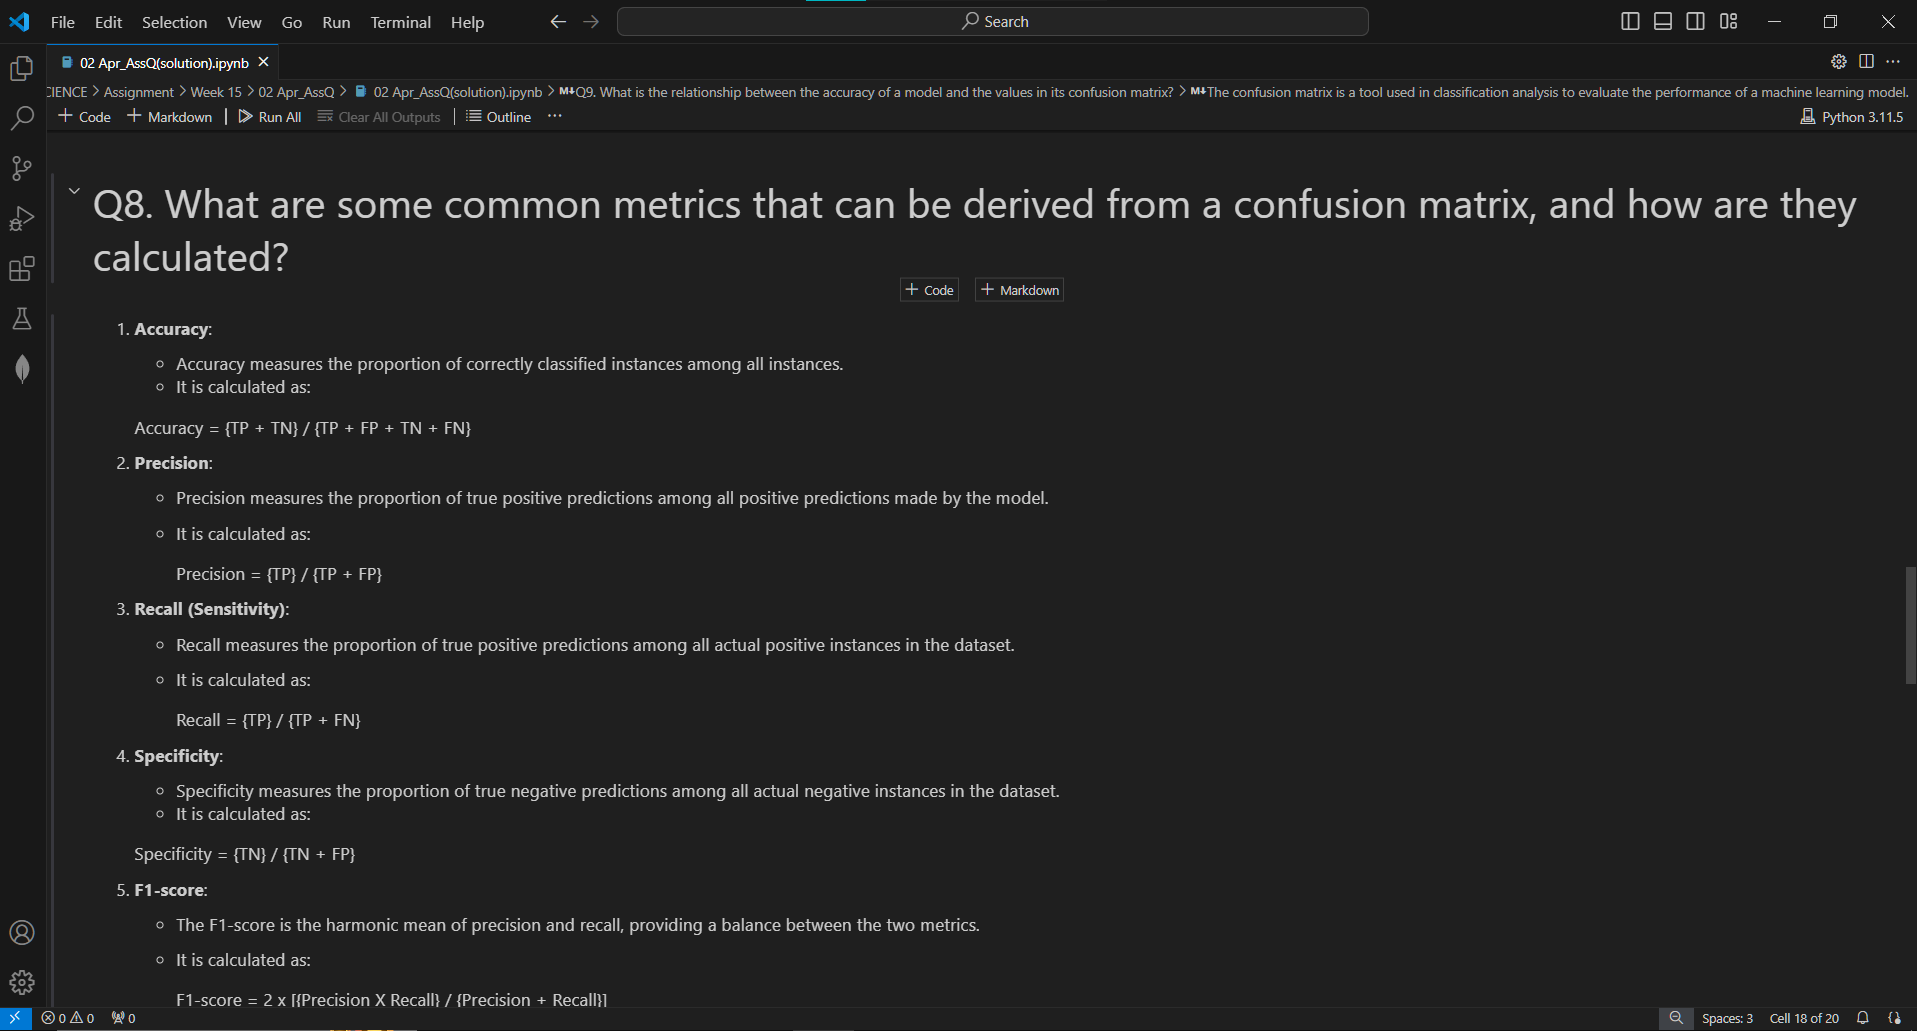 File Edit Selection View Go Run Terminal Help
Search
02 Apr_AssQ(solution).ipynb
CIENCE > Assignment > Week 15 > 02 Apr_AssQ > 02 Apr_AssQ(solution).ipynb > M↓Q9. What is the relationship between the accuracy of a model and the values in its confusion matrix? > M↓The confusion matrix is a tool used in classification analysis to evaluate the performance of a machine learning model.
+ Code + Markdown | Run All Clear All Outputs | Outline ···
Python 3.11.5
Q8. What are some common metrics that can be derived from a confusion matrix, and how are they
calculated?
+ Code + Markdown
1. Accuracy:
Accuracy measures the proportion of correctly classified instances among all instances.
It is calculated as:
Accuracy = {TP + TN} / {TP + FP + TN + FN}
2. Precision:
Precision measures the proportion of true positive predictions among all positive predictions made by the model.
It is calculated as:
Precision = {TP} / {TP + FP}
3. Recall (Sensitivity):
Recall measures the proportion of true positive predictions among all actual positive instances in the dataset.
It is calculated as:
Recall = {TP} / {TP + FN}
4. Specificity:
Specificity measures the proportion of true negative predictions among all actual negative instances in the dataset.
It is calculated as:
Specificity = {TN} / {TN + FP}
5. F1-score:
The F1-score is the harmonic mean of precision and recall, providing a balance between the two metrics.
It is calculated as:
F1-score = 2 x [{Precision X Recall} / {Precision + Recall}]
0 0 0
Spaces: 3 Cell 18 of 20